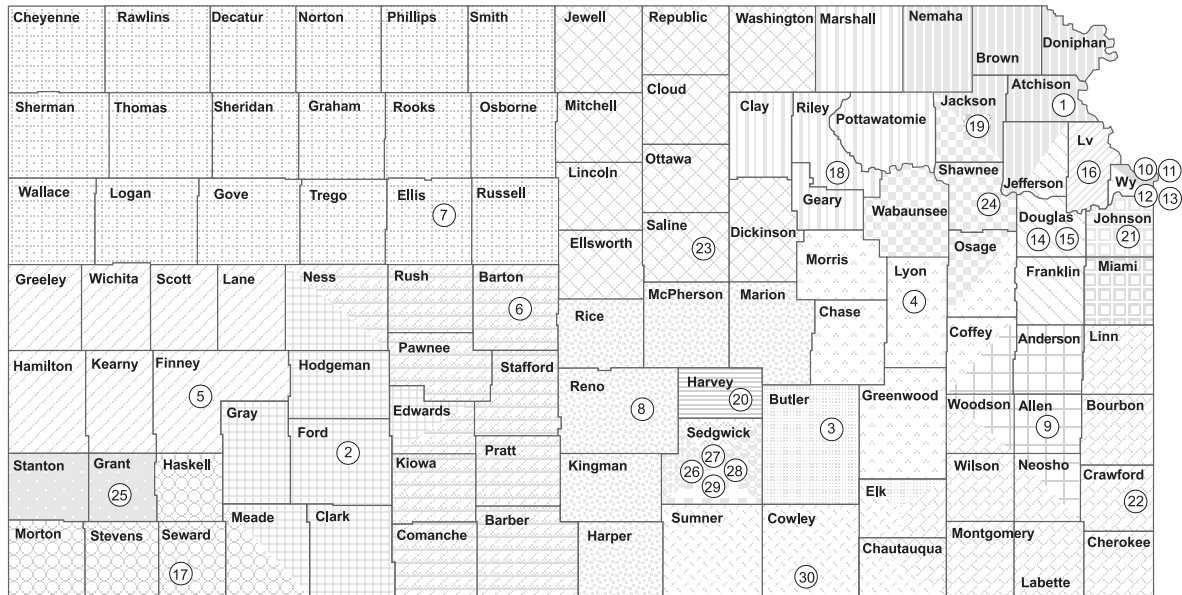 Cheyenne Rawlins Decatur Norton Phillips Smith Jewell Republic Washington Marshall Nemaha Brown Doniphan
Atchison
1
Sherman Thomas Sheridan Graham Rooks Osborne Mitchell Cloud Clay Riley Pottawatomie Jackson
19
Lv
16
Ottawa
Lincoln
18
Shawnee
24
Jefferson
Wy
10 11
12 13
Wallace Logan Gove Trego Ellis Russell
7
Geary Wabaunsee
Douglas
14 15
Johnson
21
Saline
23
Dickinson
Ellsworth
Osage
Morris
Lyon
4
Franklin
Miami
Greeley Wichita Scott Lane Ness Rush Barton
6
McPherson Marion
Rice
Chase
Coffey Anderson Linn
Hamilton Kearny Finney
5
Hodgeman
Pawnee
Stafford
Reno
8
Harvey
20
Butler
3
Greenwood
Woodson Allen
9
Bourbon
Gray
Edwards
Ford
2
Sedgwick
27
26 28
29
Stanton Grant
25
Haskell
Kiowa
Pratt
Kingman
Wilson Neosho
Crawford
22
Elk
Morton Stevens Seward
17
Meade Clark
Comanche
Barber
Harper
Sumner
Cowley
30
Chautauqua
Montgomery
Labette
Cherokee